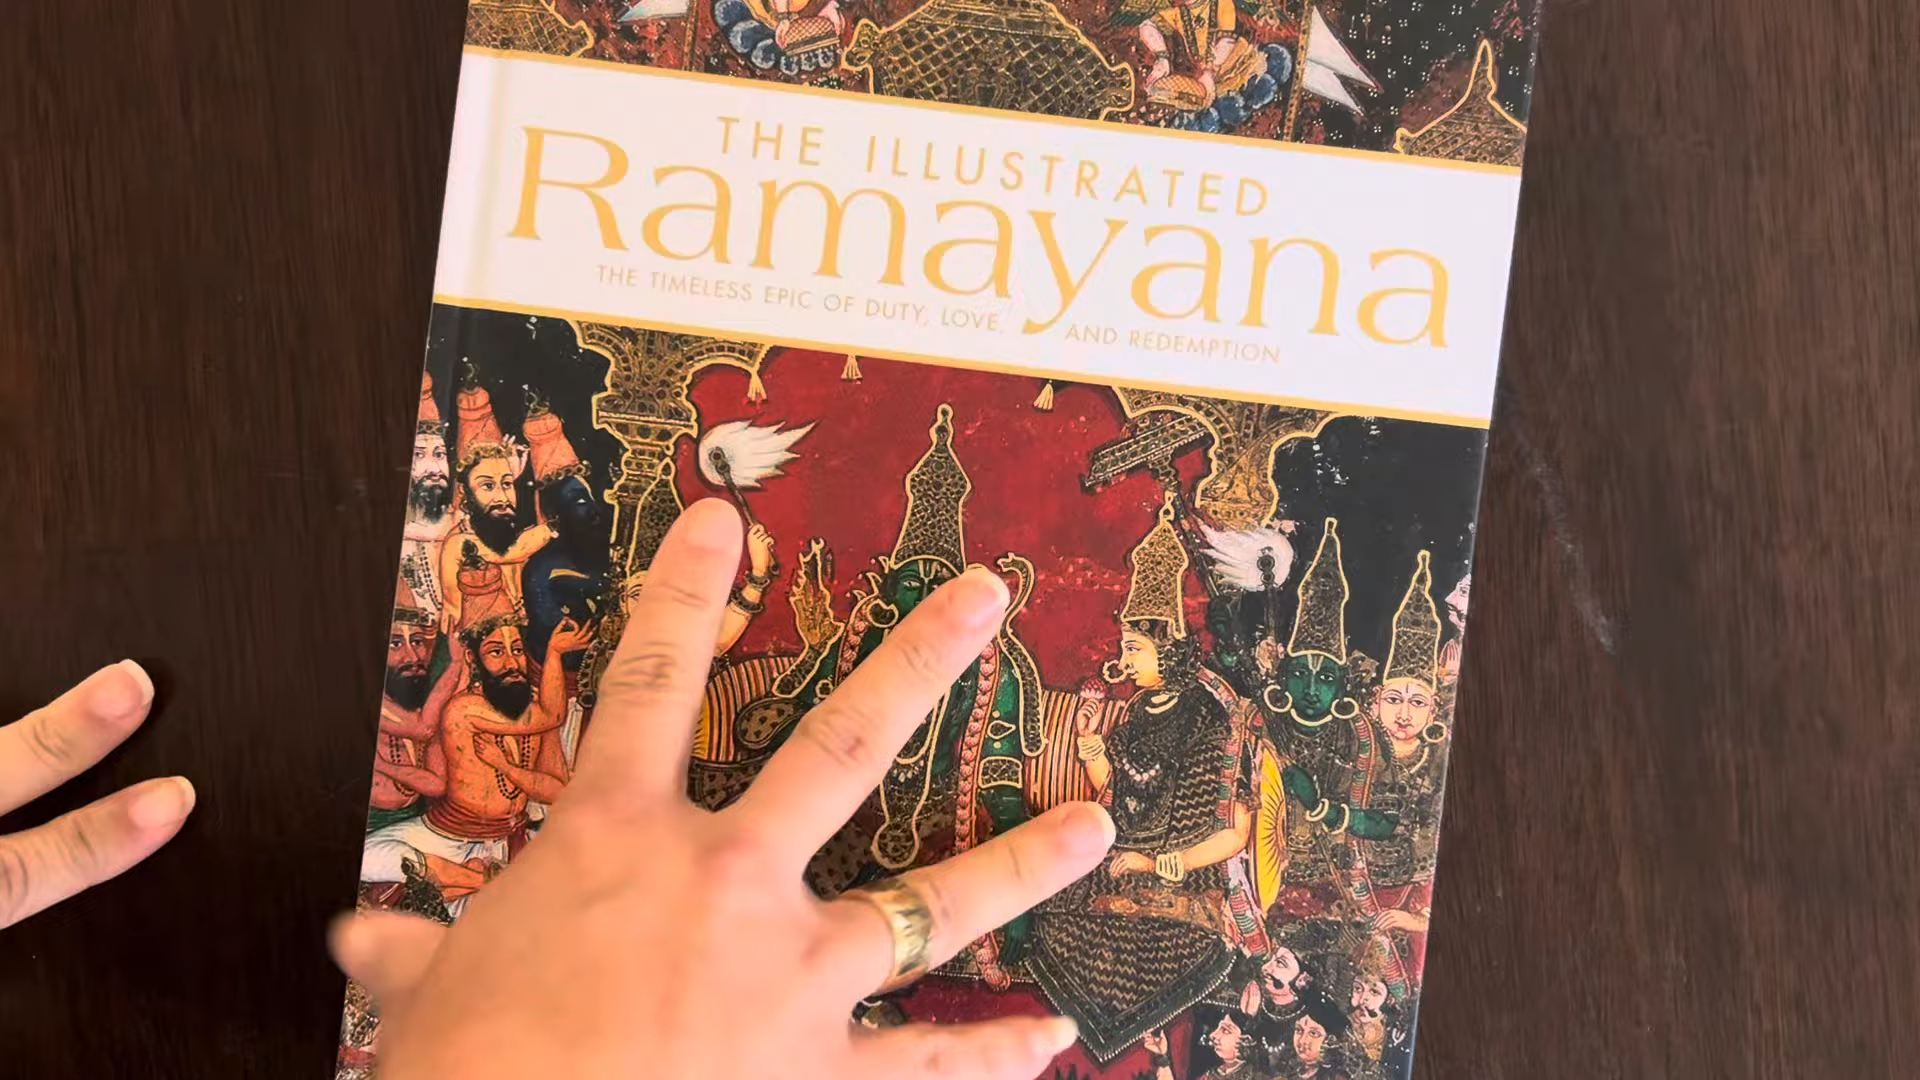 THE ILLUSTRATED
Ramayana
THE TIMELESS EPIC OF DUTY, LOVE, AND REDEMPTION